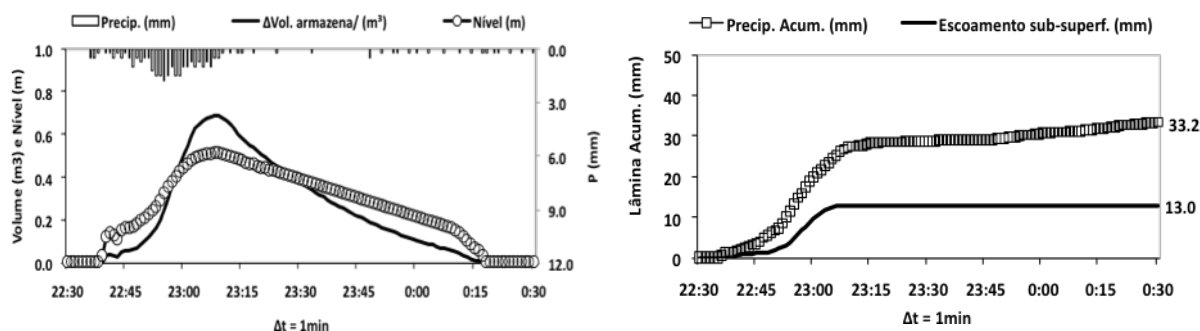 Precip. (mm) ΔVol. armazena/ (m³) Nível (m)
Volume (m3) e Nível (m)
1.0
0.8
0.6
0.4
0.2
0.0
0.0
3.0
6.0
9.0
12.0
P (mm)
22:30 22:45 23:00 23:15 23:30 23:45 0:00 0:15 0:30
Δt = 1min
Precip. Acum. (mm) Escoamento sub-superf. (mm)
Lâmina Acum. (mm)
50
40
30
20
10
0
33.2
13.0
22:30 22:45 23:00 23:15 23:30 23:45 0:00 0:15 0:30
Δt = 1min